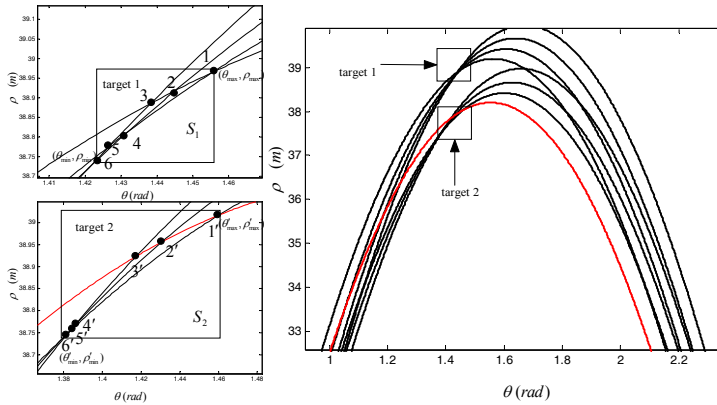 39.1
39.05
39
38.95
38.9
38.85
38.8
38.75
38.7
ρ (m)
target 1
1
2
3
4
5
6
(θmax, ρmax)
(θmin, ρmin)
S1
1.41 1.42 1.43 1.44 1.45 1.46 1.47
θ (rad)
39
38.95
38.9
38.85
38.8
38.75
38.7
ρ (m)
target 2
1'
(θ'max, ρ'max)
2'
3'
4'
5'
6'
(θ'min, ρ'min)
S2
1.38 1.4 1.42 1.44 1.46 1.48
θ (rad)
39
38
37
36
35
34
33
ρ (m)
target 1
target 2
1 1.2 1.4 1.6 1.8 2 2.2
θ (rad)